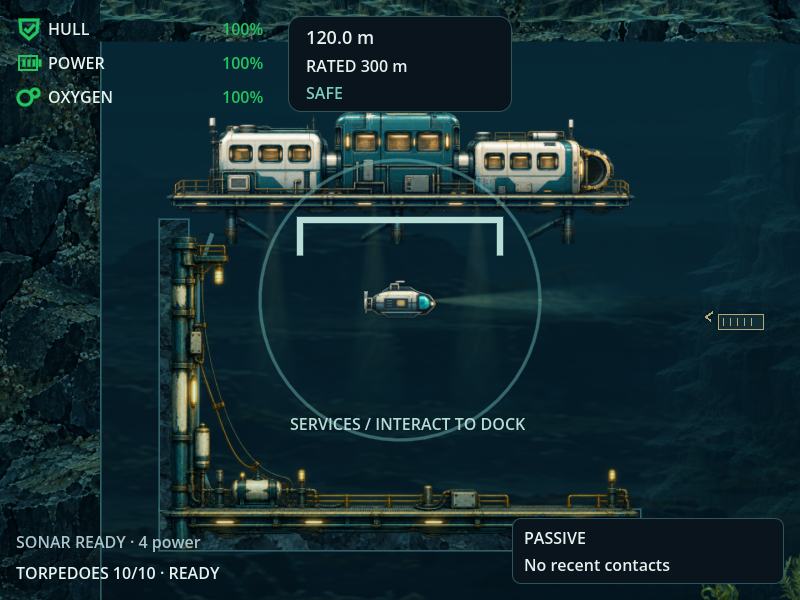 HULL 100%
POWER 100%
OXYGEN 100%
120.0 m
RATED 300 m
SAFE
SERVICES / INTERACT TO DOCK
SONAR READY · 4 power
TORPEDOES 10/10 · READY
PASSIVE
No recent contacts